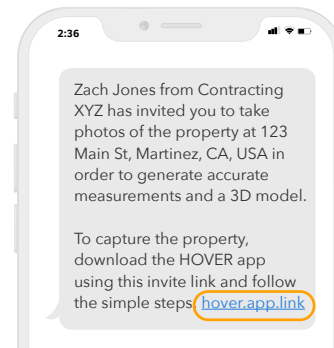 2:36
Zach Jones from Contracting
XYZ has invited you to take
photos of the property at 123
Main St, Martinez, CA, USA in
order to generate accurate
measurements and a 3D model.
To capture the property,
download the HOVER app
using this invite link and follow
the simple steps hover.app.link